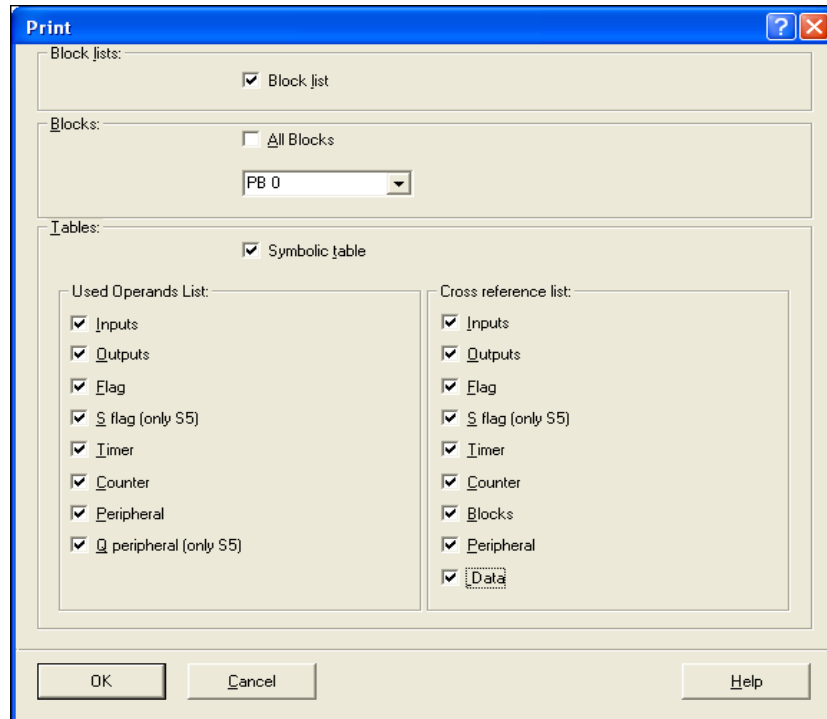 Print
Block lists:
Block list
Blocks:
All Blocks
PB 0
Tables:
Symbolic table
Used Operands List:
Inputs
Outputs
Flag
S flag (only S5)
Timer
Counter
Peripheral
Q peripheral (only S5)
Cross reference list:
Inputs
Outputs
Flag
S flag (only S5)
Timer
Counter
Blocks
Peripheral
Data
OK
Cancel
Help